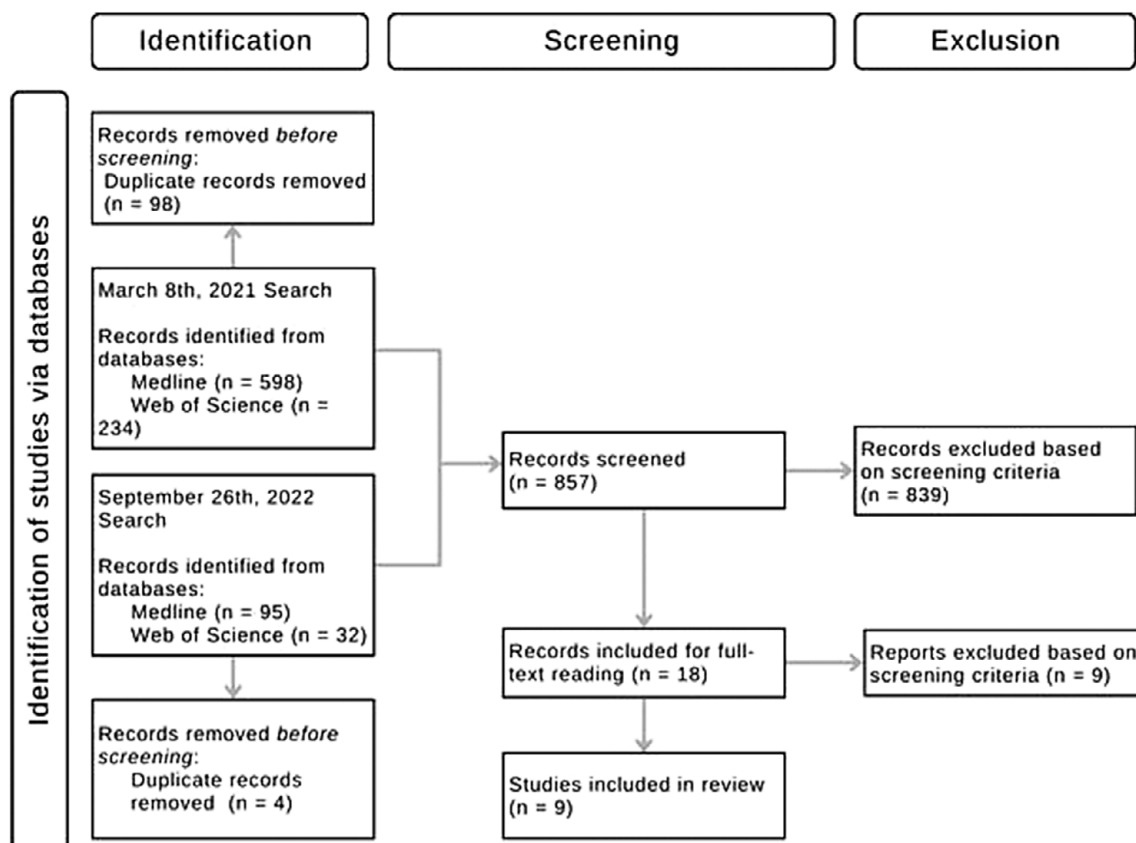 Identification
Screening
Exclusion
Identification of studies via databases
Records removed before
screening:
Duplicate records removed
(n = 98)
March 8th, 2021 Search
Records identified from
databases:
Medline (n = 598)
Web of Science (n =
234)
September 26th, 2022
Search
Records identified from
databases:
Medline (n = 95)
Web of Science (n = 32)
Records removed before
screening:
Duplicate records
removed (n = 4)
Records screened
(n = 857)
Records excluded based
on screening criteria
(n = 839)
Records included for full-
text reading (n = 18)
Reports excluded based on
screening criteria (n = 9)
Studies included in review
(n = 9)